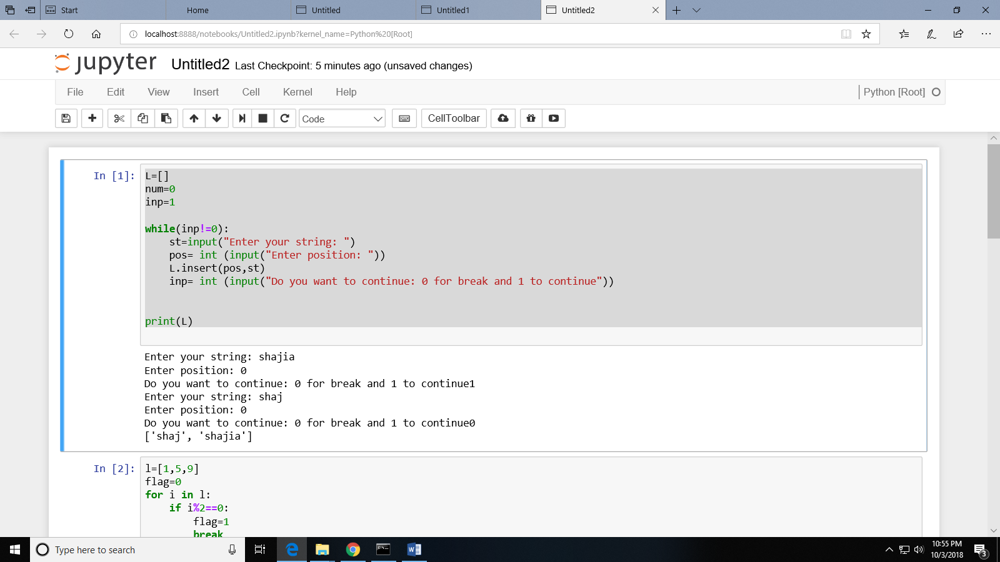 Start
Home
Untitled
Untitled1
Untitled2
localhost:8888/notebooks/Untitled2.ipynb?kernel_name=Python%20[Root]
jupyter Untitled2 Last Checkpoint: 5 minutes ago (unsaved changes)
File Edit View Insert Cell Kernel Help Python [Root]
Code CellToolbar
In [1]: L=[]
num=0
inp=1
while(inp!=0):
    st=input("Enter your string: ")
    pos= int (input("Enter position: "))
    L.insert(pos,st)
    inp= int (input("Do you want to continue: 0 for break and 1 to continue"))
print(L)
Enter your string: shajia
Enter position: 0
Do you want to continue: 0 for break and 1 to continue1
Enter your string: shaj
Enter position: 0
Do you want to continue: 0 for break and 1 to continue0
['shaj', 'shajia']
In [2]: l=[1,5,9]
flag=0
for i in l:
    if i%2==0:
        flag=1
        break
Type here to search
10:55 PM
10/3/2018
3